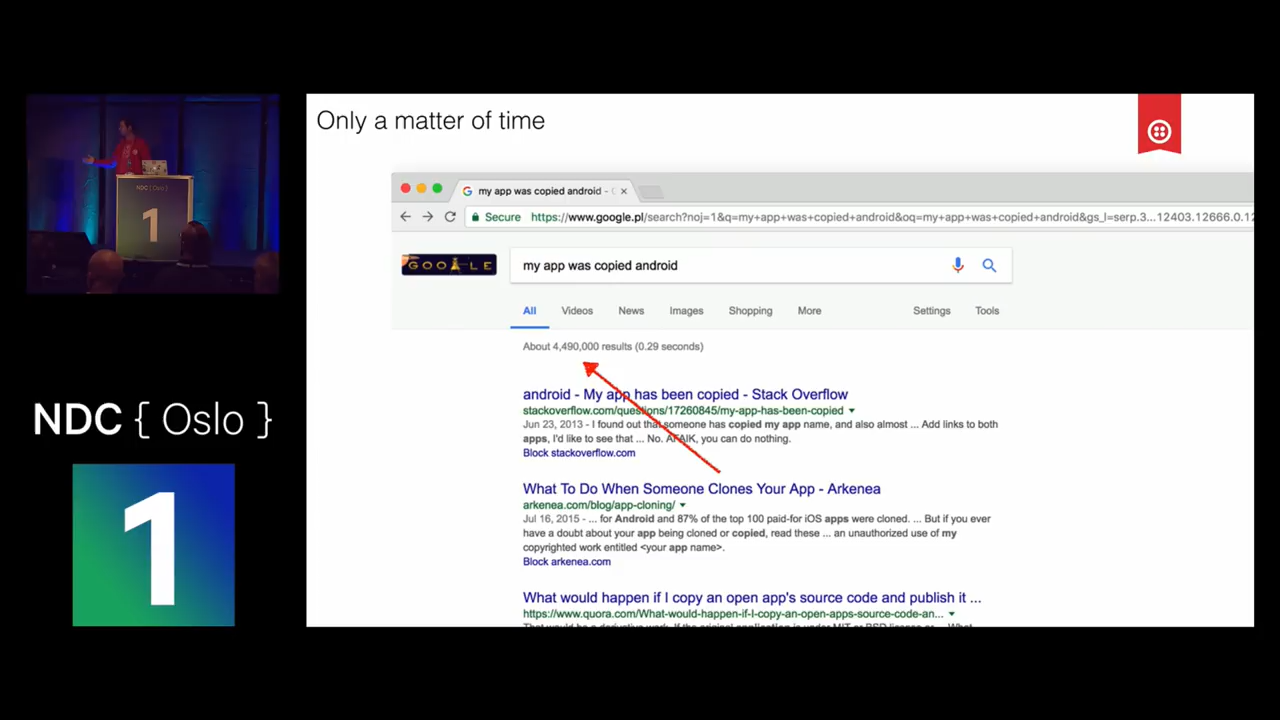 Only a matter of time
my app was copied android - G
Secure https://www.google.pl/search?noj=1&q=my+app+was+copied+android&oq=my+app+was+copied+android&gs_l=serp.3...12403.12666.0.12
GOOGLE
my app was copied android
All Videos News Images Shopping More Settings Tools
About 4,490,000 results (0.29 seconds)
android - My app has been copied - Stack Overflow
stackoverflow.com/questions/17260845/my-app-has-been-copied
Jun 23, 2013 - I found out that someone has copied my app name, and also almost ... Add links to both
apps, I'd like to see that ... No. AFAIK, you can do nothing.
Block stackoverflow.com
What To Do When Someone Clones Your App - Arkenea
arkenea.com/blog/app-cloning/
Jul 16, 2015 - ... for Android and 87% of the top 100 paid-for iOS apps were cloned. ... But if you ever
have a doubt about your app being cloned or copied, read these ... an unauthorized use of my
copyrighted work entitled <your app name>.
Block arkenea.com
What would happen if I copy an open app's source code and publish it ...
https://www.quora.com/What-would-happen-if-I-copy-an-open-apps-source-code-an...
NDC { Oslo }
1
NDC { Oslo }
1